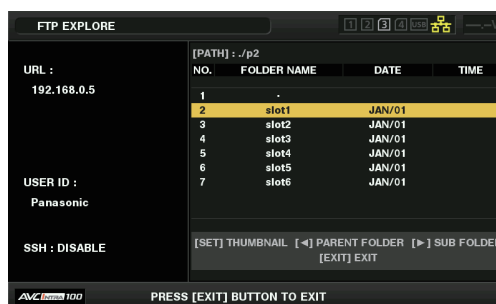 FTP EXPLORE
1 2 3 4 USB
[PATH] : ./p2
URL :
192.168.0.5
NO. FOLDER NAME DATE TIME
1 .
2 slot1 JAN/01
3 slot2 JAN/01
4 slot3 JAN/01
5 slot4 JAN/01
6 slot5 JAN/01
7 slot6 JAN/01
USER ID :
Panasonic
SSH : DISABLE
[SET] THUMBNAIL [◄] PARENT FOLDER [►] SUB FOLDE
[EXIT] EXIT
AVC INTRA 100
PRESS [EXIT] BUTTON TO EXIT